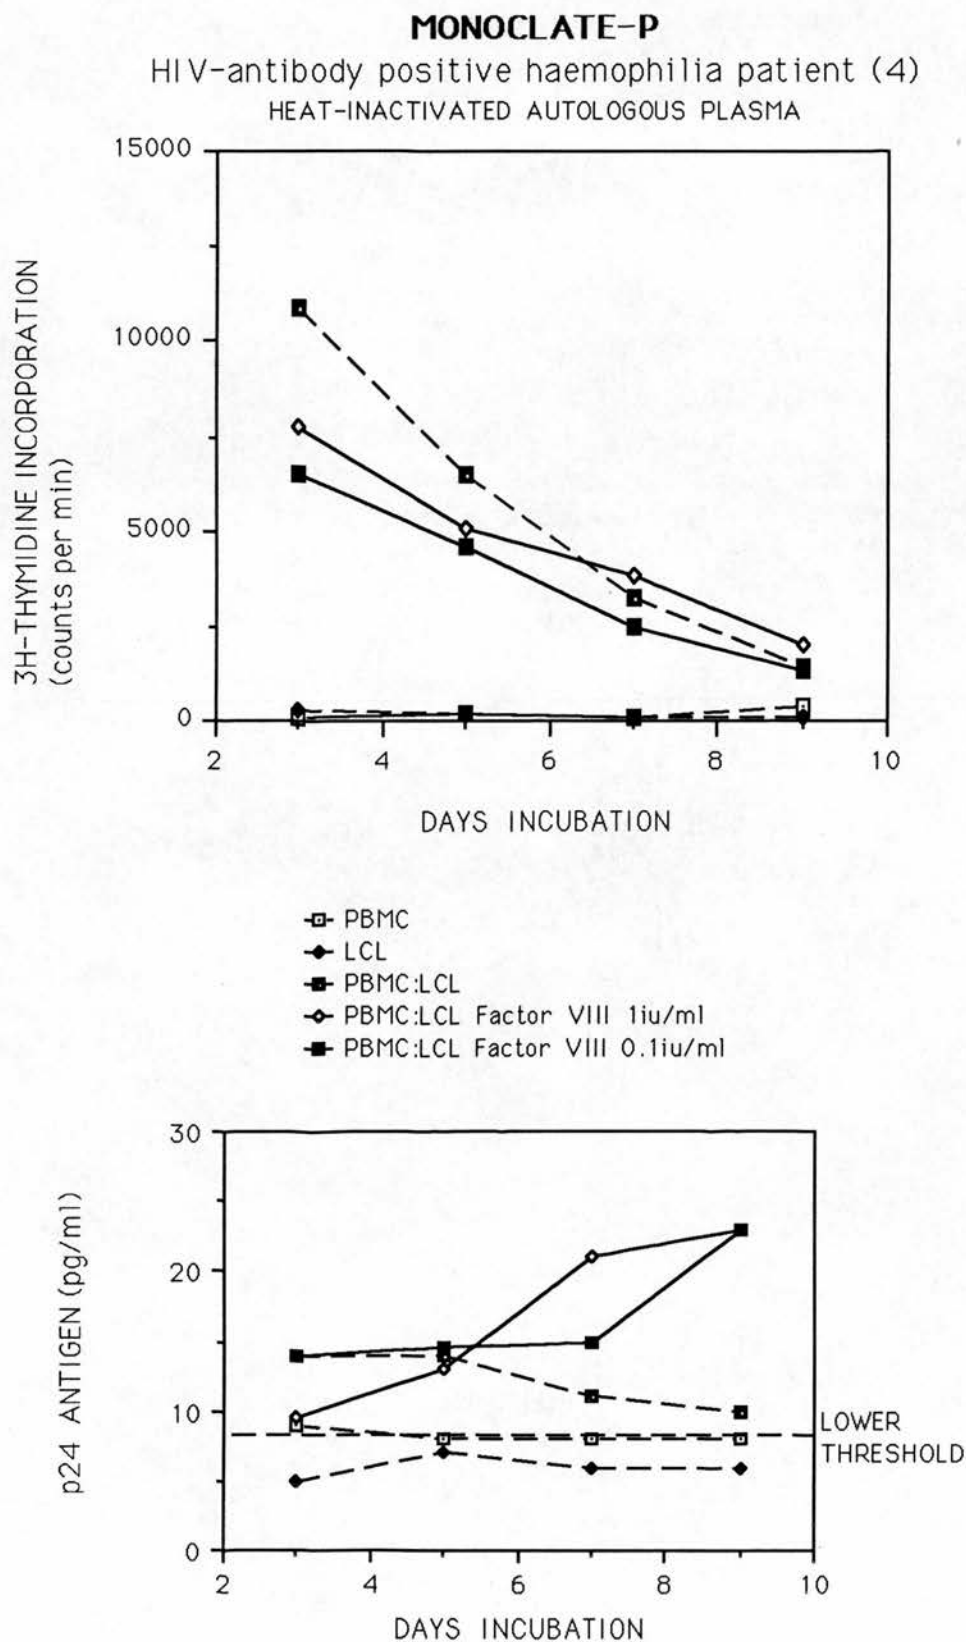 MONOCLATE-P
HIV-antibody positive haemophilia patient (4)
HEAT-INACTIVATED AUTOLOGOUS PLASMA
15000
10000
5000
0
3H-THYMIDINE INCORPORATION
(counts per min)
2 4 6 8 10
DAYS INCUBATION
PBMC
LCL
PBMC:LCL
PBMC:LCL Factor VIII 1iu/ml
PBMC:LCL Factor VIII 0.1iu/ml
30
20
10
0
p24 ANTIGEN (pg/ml)
LOWER
THRESHOLD
2 4 6 8 10
DAYS INCUBATION